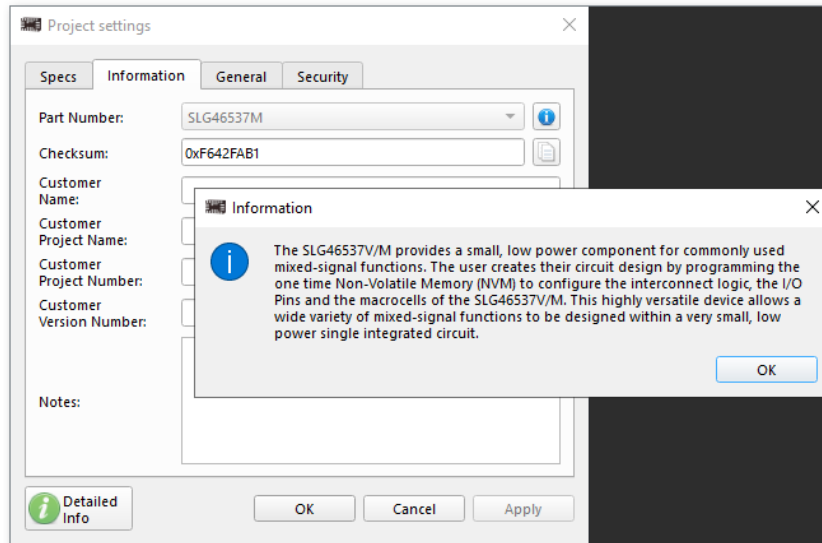 Project settings
Specs Information General Security
Part Number: SLG46537M
Checksum: 0xF642FAB1
Customer
Name:
Customer
Project Name:
Customer
Project Number:
Customer
Version Number:
Notes:
Information
The SLG46537V/M provides a small, low power component for commonly used
mixed-signal functions. The user creates their circuit design by programming the
one time Non-Volatile Memory (NVM) to configure the interconnect logic, the I/O
Pins and the macrocells of the SLG46537V/M. This highly versatile device allows a
wide variety of mixed-signal functions to be designed within a very small, low
power single integrated circuit.
OK
Detailed
Info
OK Cancel Apply